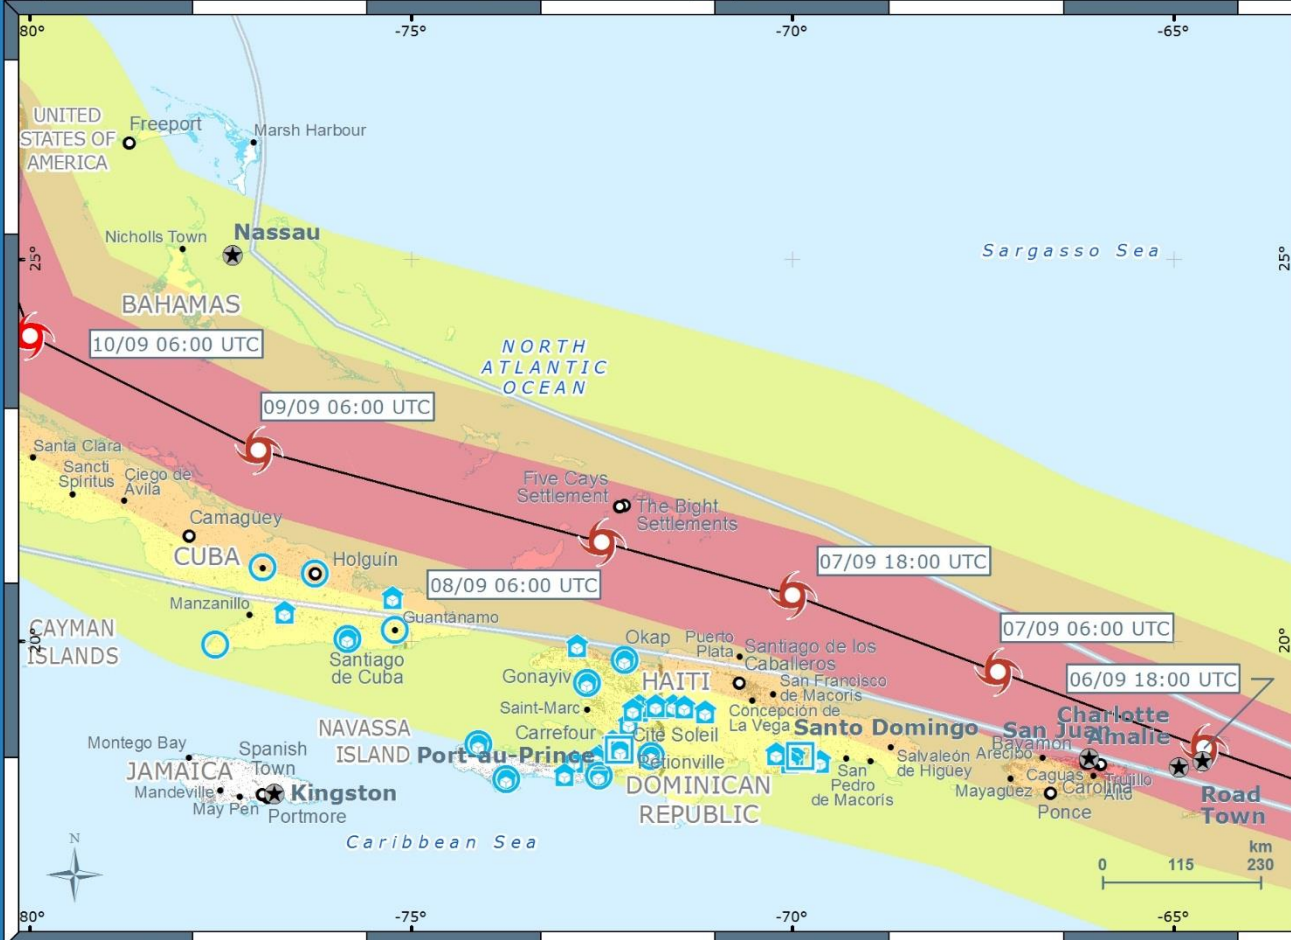 80°
-75°
-70°
-65°
UNITED
STATES OF
AMERICA
Freeport
Marsh Harbour
Nicholls Town
Nassau
Sargasso Sea
25°
25°
BAHAMAS
10/09 06:00 UTC
NORTH
ATLANTIC
OCEAN
09/09 06:00 UTC
Santa Clara
Sancti
Spiritus
Ciego de
Ávila
Five Cays
Settlement
The Bight
Settlements
Camaguey
CUBA
Holguín
07/09 18:00 UTC
08/09 06:00 UTC
Manzanillo
Guantánamo
CAYMAN
ISLANDS
20°
20°
07/09 06:00 UTC
Santiago
de Cuba
Okap
Puerto
Plata
Santiago de los
Caballeros
06/09 18:00 UTC
Gonayiv
HAITI
San Francisco
de Macorís
Saint-Marc
Concepción de
La Vega
Charlotte
Amalie
NAVASSA
ISLAND
Carrefour
Cité Soleil
Santo Domingo
San Juan
Bayamon
Montego Bay
Spanish
Town
Port-au-Prince
Petionville
Salvaleón
de Higüey
Arecibo
JAMAICA
DOMINICAN
REPUBLIC
San
Pedro
de Macorís
Mayagüez
Caguas
Carolina
Trujillo
Alto
Mandeville
May Pen
Kingston
Portmore
Ponce
Road
Town
Caribbean Sea
N
km
0 115 230
80°
-75°
-70°
-65°